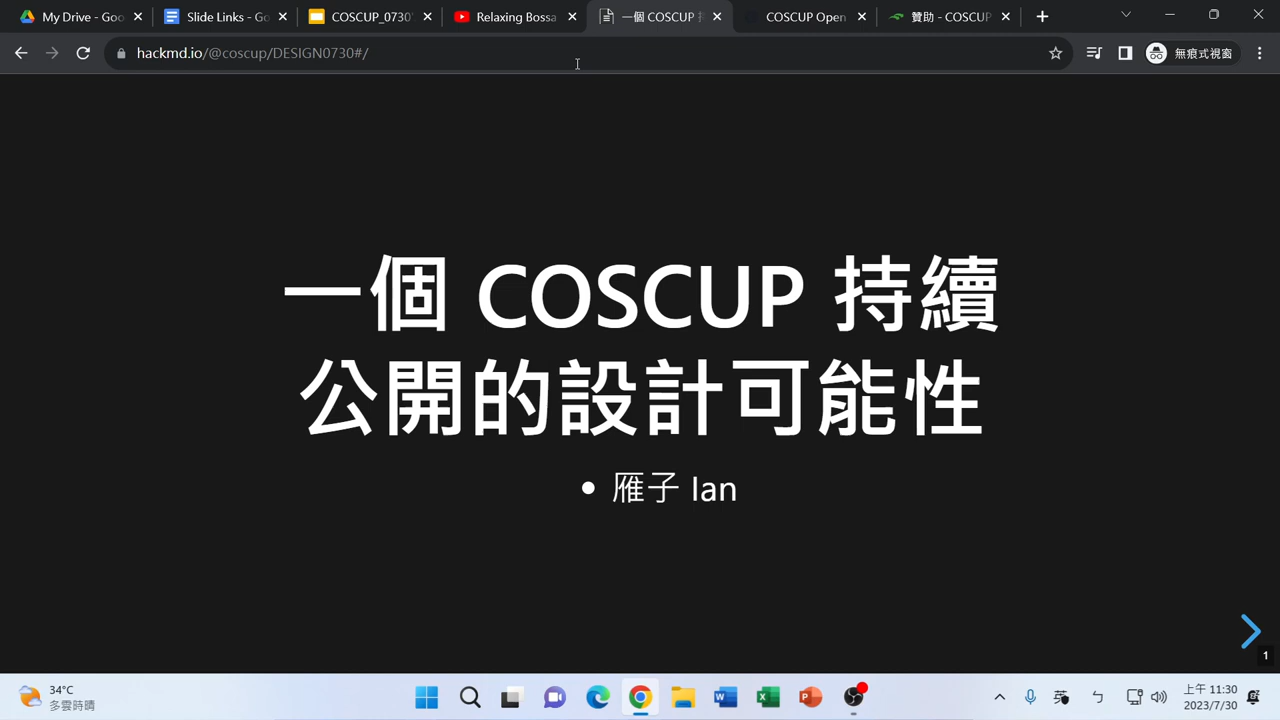 My Drive - Goo
Slide Links - Go
COSCUP_0730
Relaxing Bossa
一個 COSCUP 持
COSCUP Open
贊助 - COSCUP
hackmd.io/@coscup/DESIGN0730#/
無痕式視窗
一個 COSCUP 持續
公開的設計可能性
雁子 Ian
1
34°C
多雲時晴
英
ㄅ
上午 11:30
2023/7/30